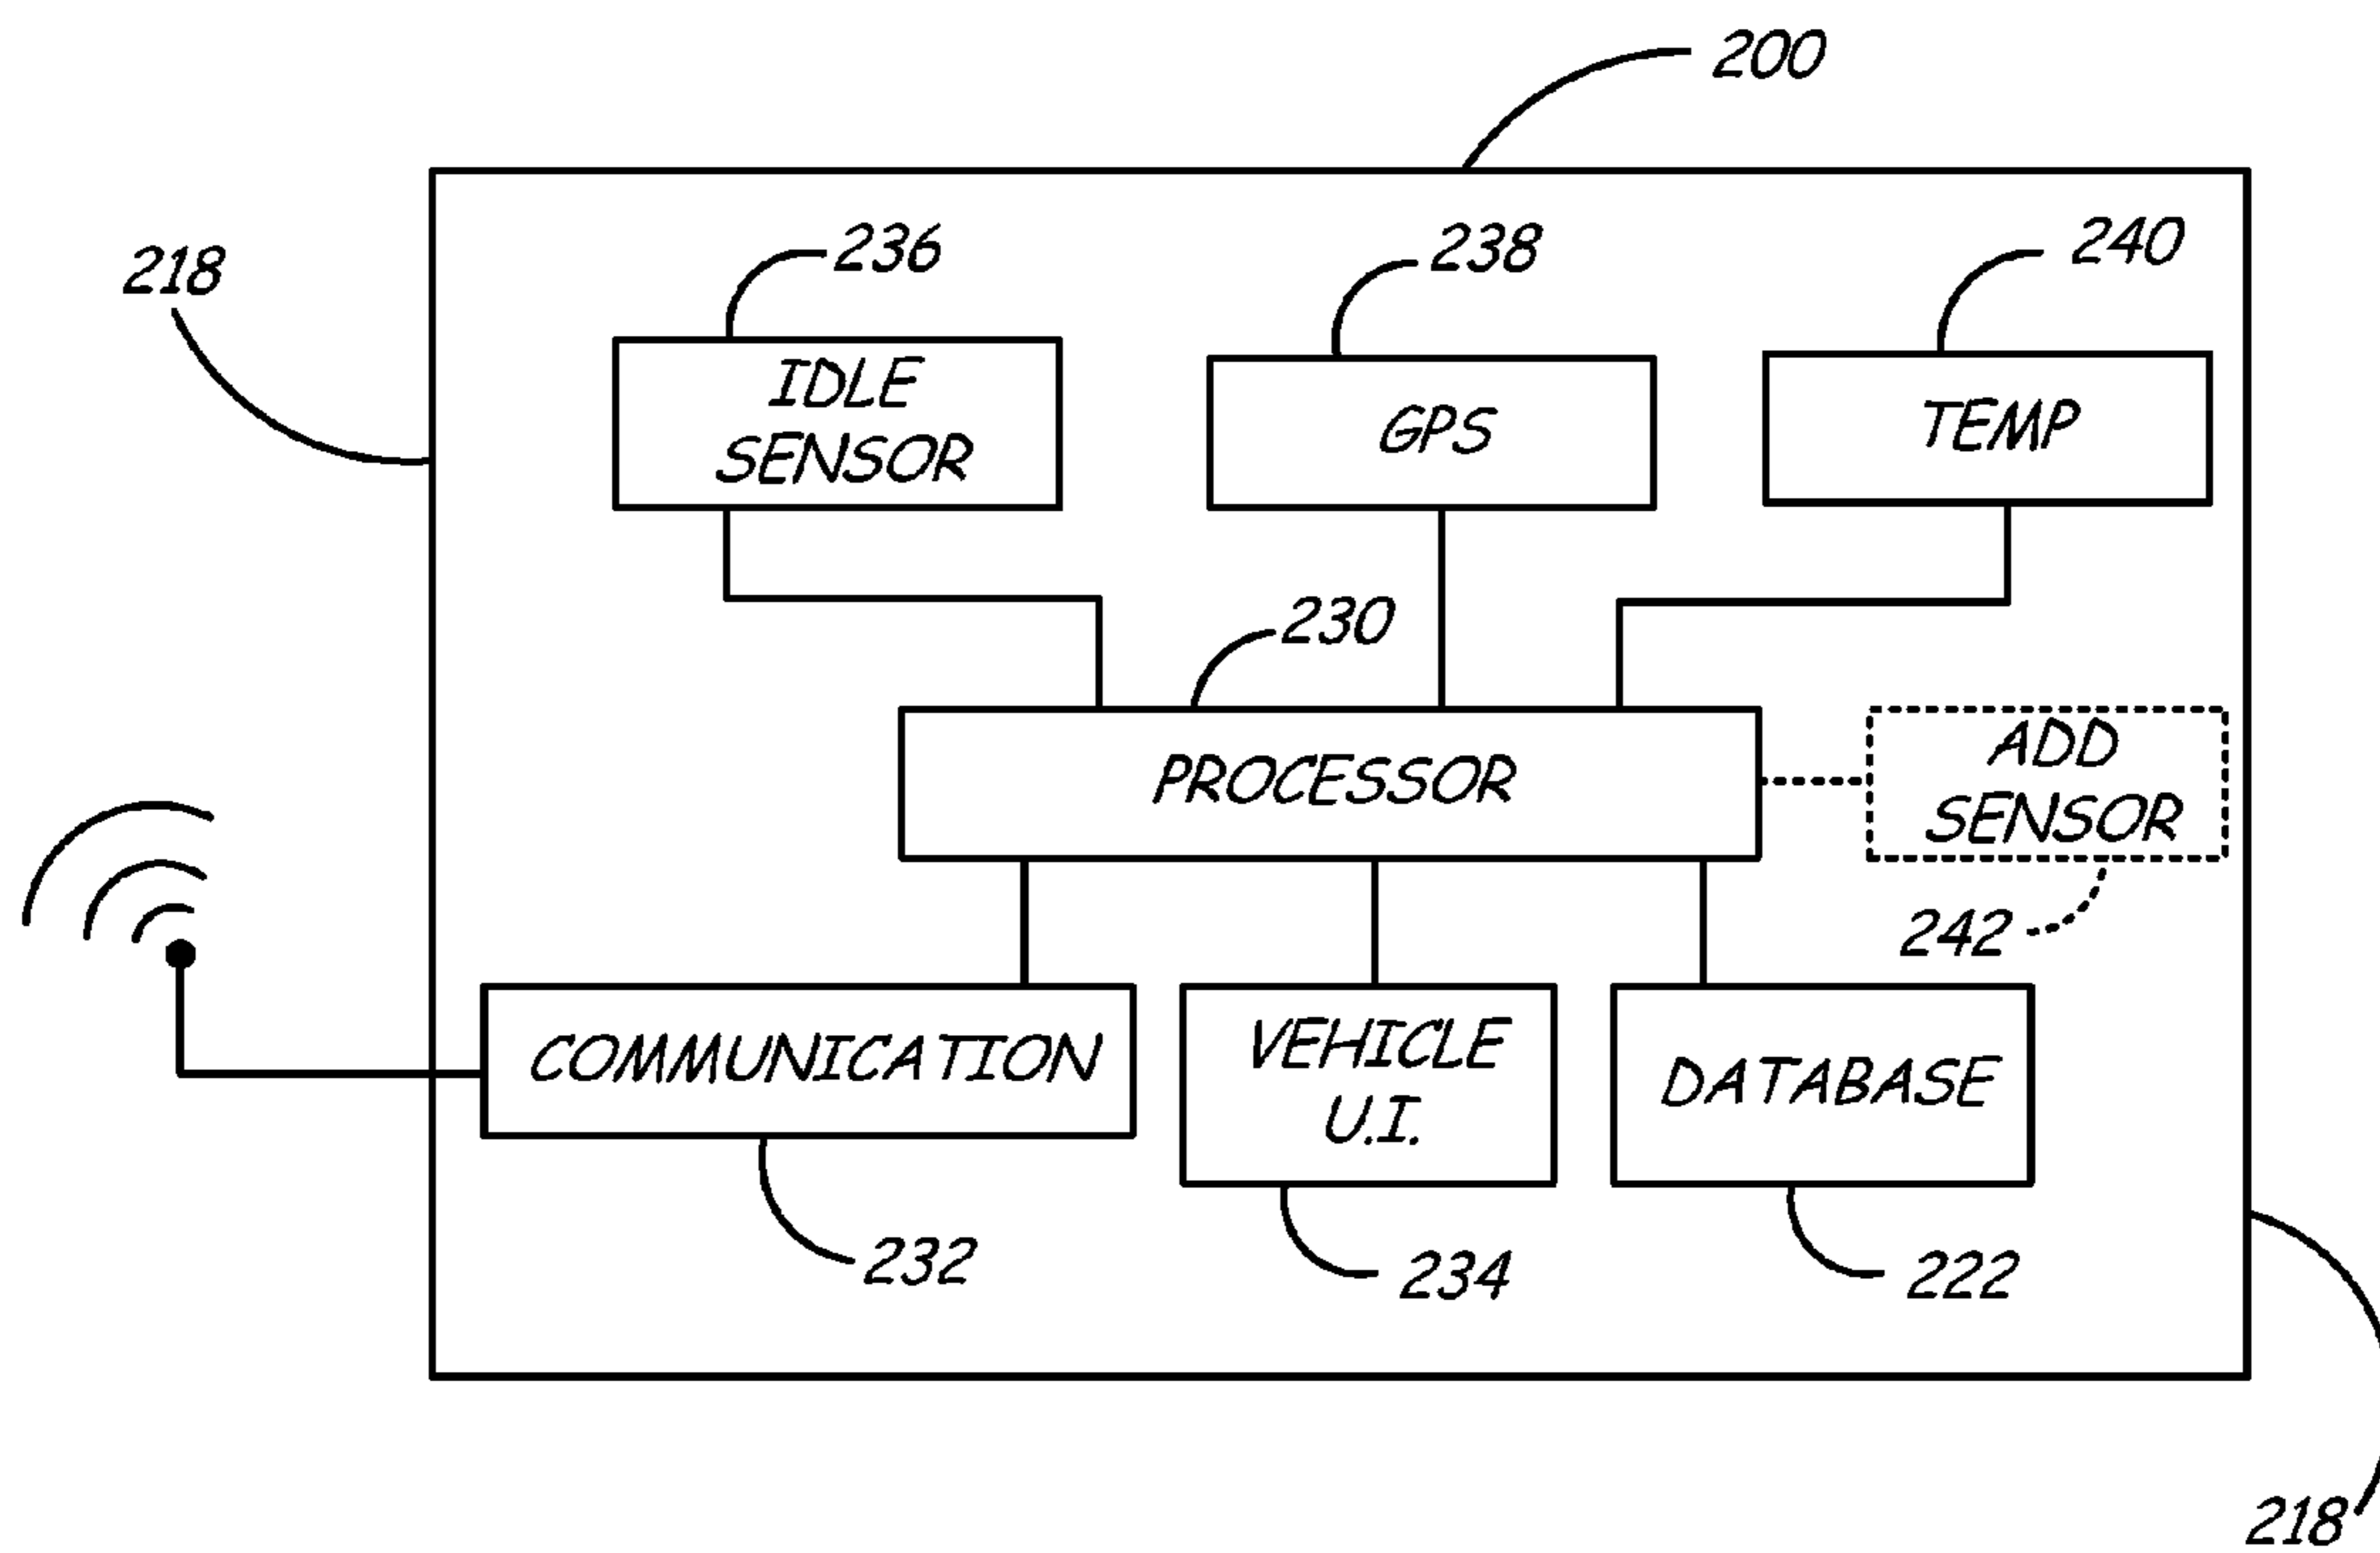 200
218
236
238
240
IDLE
SENSOR
GPS
TEMP
230
PROCESSOR
ADD
SENSOR
242
COMMUNICATION
VEHICLE
U.I.
DATABASE
232
234
222
218